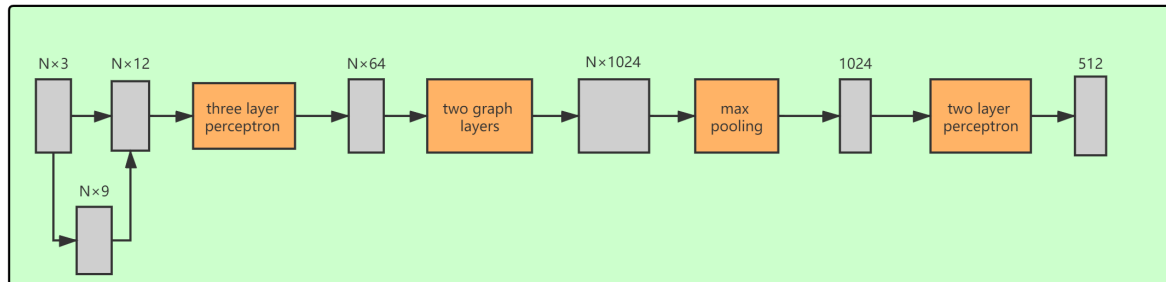 N×3
N×12
three layer
perceptron
N×64
two graph
layers
N×1024
max
pooling
1024
two layer
perceptron
512
N×9